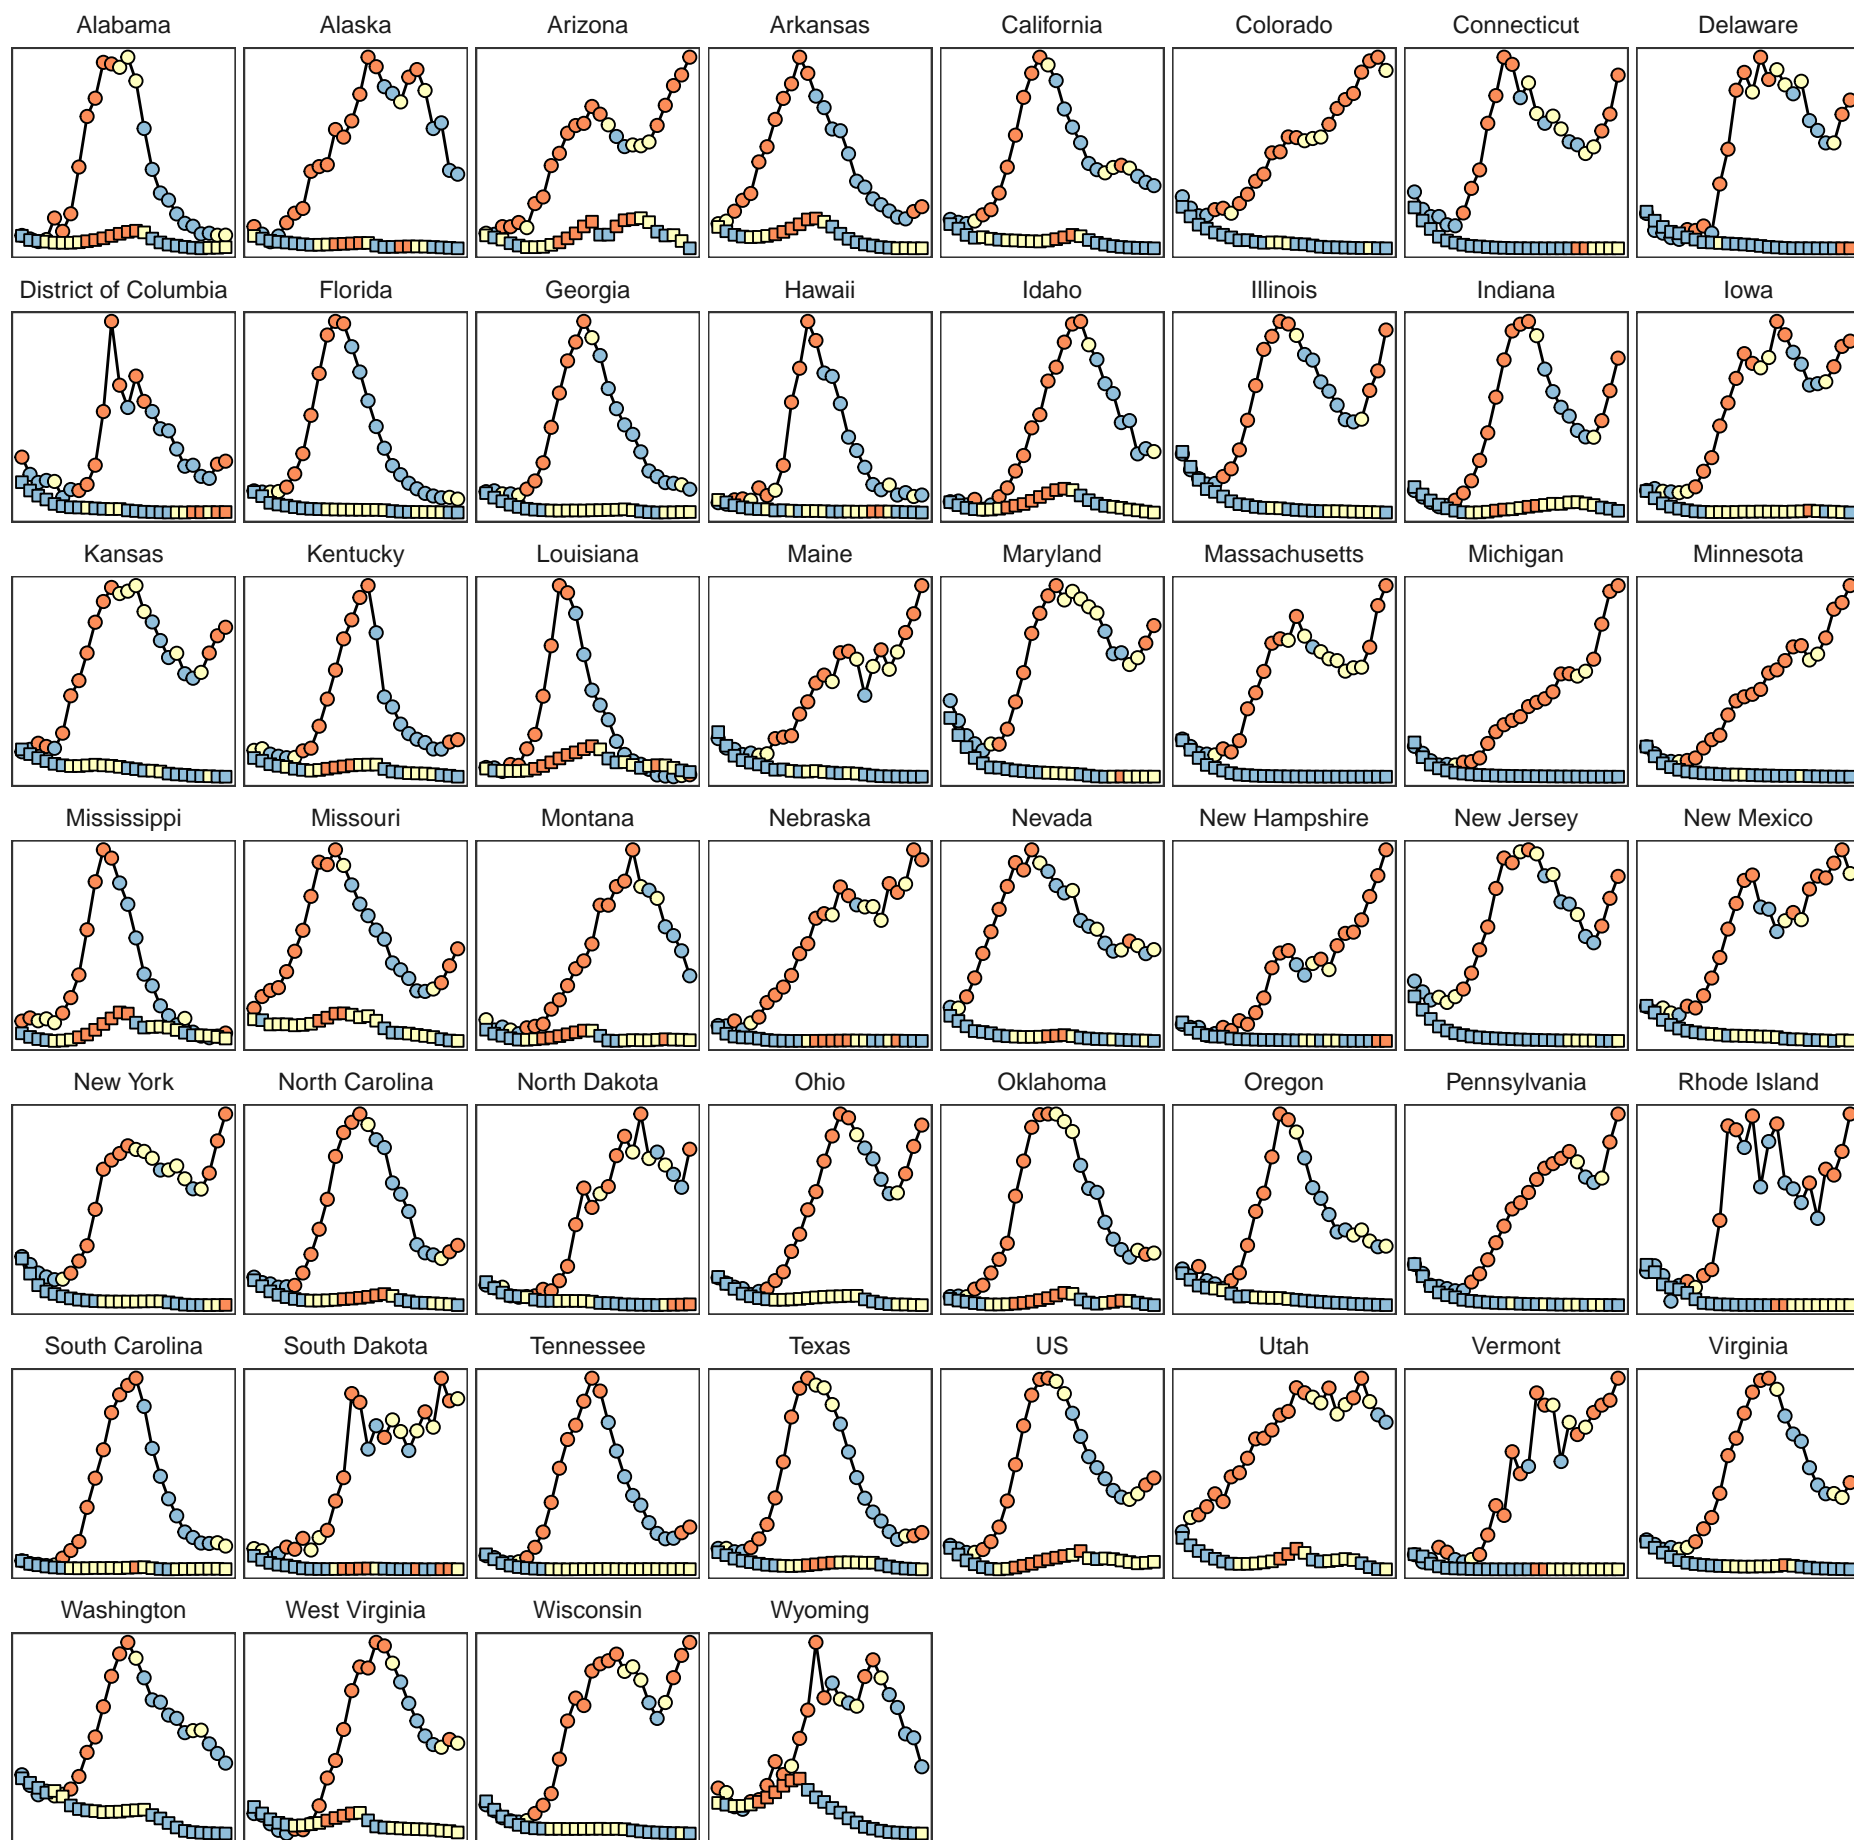 Alabama Alaska Arizona Arkansas California Colorado Connecticut Delaware
District of Columbia Florida Georgia Hawaii Idaho Illinois Indiana Iowa
Kansas Kentucky Louisiana Maine Maryland Massachusetts Michigan Minnesota
Mississippi Missouri Montana Nebraska Nevada New Hampshire New Jersey New Mexico
New York North Carolina North Dakota Ohio Oklahoma Oregon Pennsylvania Rhode Island
South Carolina South Dakota Tennessee Texas US Utah Vermont Virginia
Washington West Virginia Wisconsin Wyoming